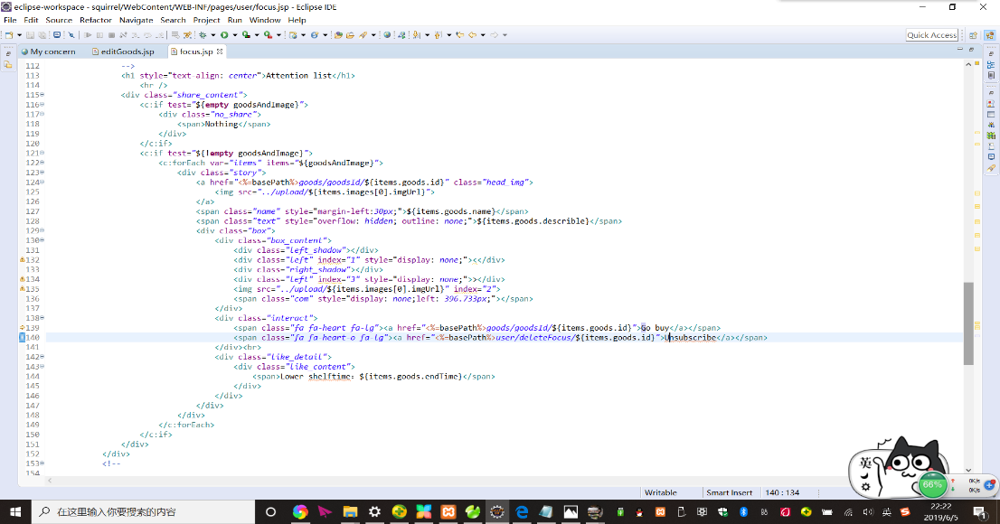 eclipse-workspace - squirrel/WebContent/WEB-INF/pages/user/focus.jsp - Eclipse IDE
File Edit Source Refactor Navigate Search Project Run Window Help
Quick Access
My concern editGoods.jsp focus.jsp
112 -->
113 <h1 style="text-align: center">Attention list</h1>
114 <hr />
115 <div class="share_content">
116 <c:if test="${empty goodsAndImage}">
117 <div class="no_share">
118 <span>Nothing</span>
119 </div>
120 </c:if>
121 <c:if test="${!empty goodsAndImage}">
122 <c:forEach var="items" items="${goodsAndImage}">
123 <div class="story">
124 <a href="<%=basePath%>goods/goodsId/${items.goods.id}" class="head_img">
125 <img src="../upload/${items.images[0].imgUrl}">
126 </a>
127 <span class="name" style="margin-left:30px;">${items.goods.name}</span>
128 <span class="text" style="overflow: hidden; outline: none;">${items.goods.describle}</span>
129 <div class="box">
130 <div class="box_content">
131 <div class="left_shadow"></div>
132 <div class="left" index="1" style="display: none;"><</div>
133 <div class="right_shadow"></div>
134 <div class="left" index="3" style="display: none;">></div>
135 <img src="../upload/${items.images[0].imgUrl}" index="2">
136 <span class="com" style="display: none;left: 396.733px;"></span>
137 </div>
138 <div class="interact">
139 <span class="fa fa-heart fa-lg"><a href="<%=basePath%>goods/goodsId/${items.goods.id}">Go buy</a></span>
140 <span class="fa fa-heart-o fa-lg"><a href="<%=basePath%>user/deleteFocus/${items.goods.id}">Unsubscribe</a></span>
141 </div><br>
142 <div class="like_detail">
143 <div class="like_content">
144 <span>Lower shelftime：${items.goods.endTime}</span>
145 </div>
146 </div>
147 </div>
148 </div>
149 </c:forEach>
150 </c:if>
151 </div>
152 </div>
153 <!--
154
英
66%
0K/s
0K/s
Writable Smart Insert 140 : 134
在这里输入你要搜索的内容
英
22:22
2019/6/5
1